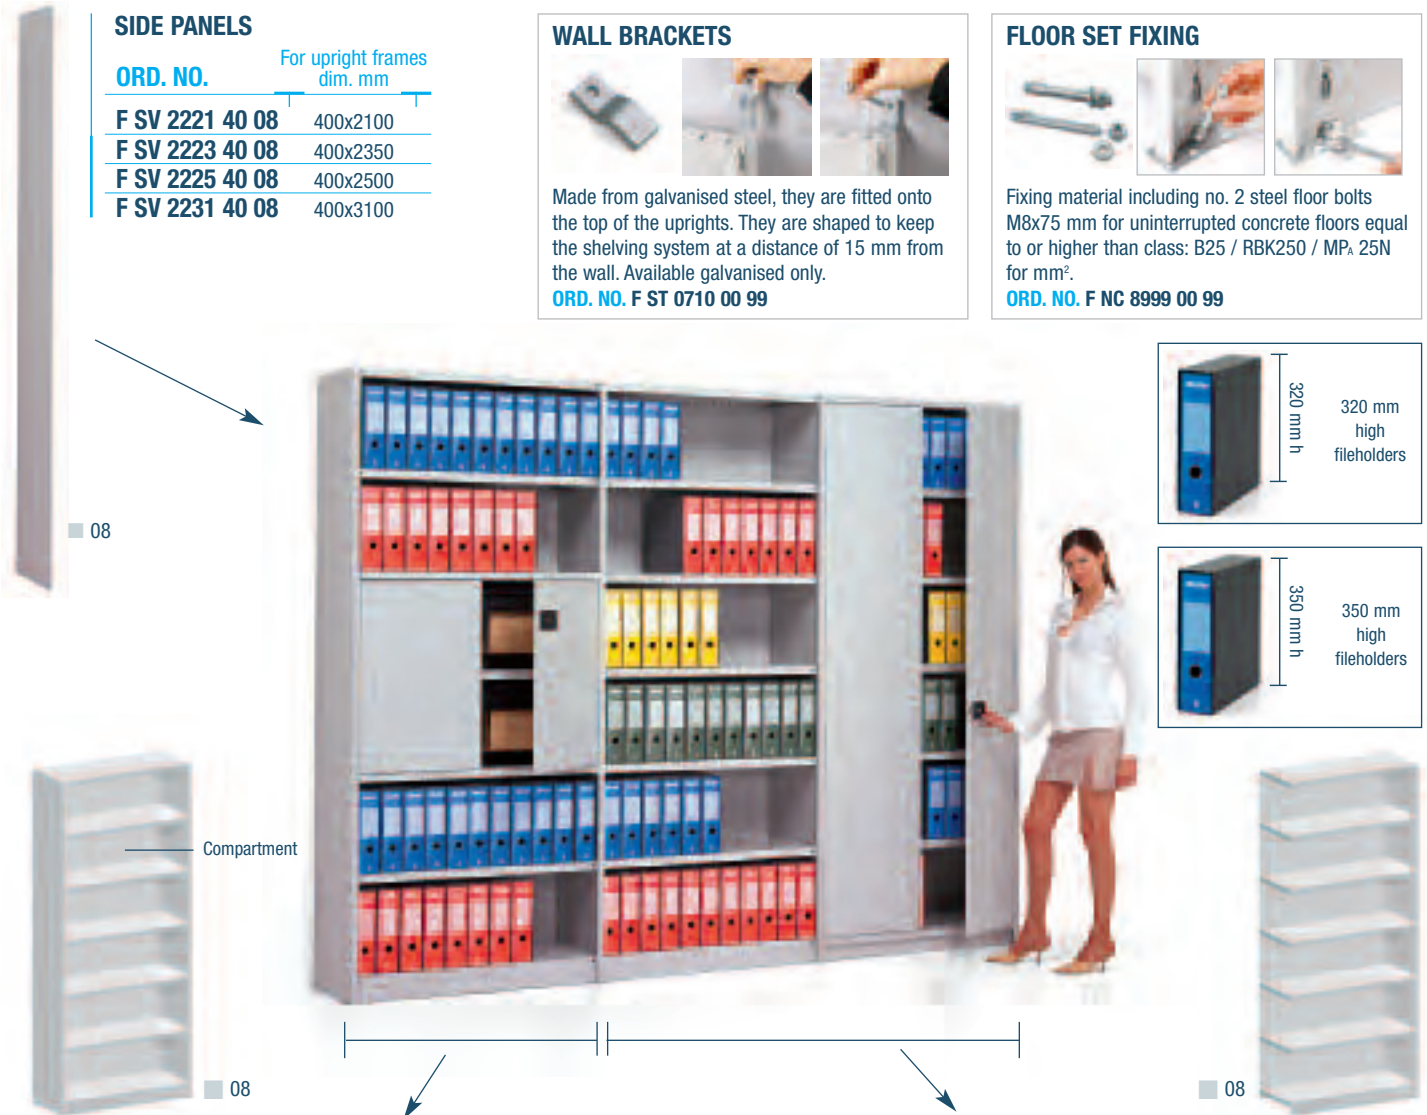 SIDE PANELS
ORD. NO.
For upright frames
dim. mm
F SV 2221 40 08 400x2100
F SV 2223 40 08 400x2350
F SV 2225 40 08 400x2500
F SV 2231 40 08 400x3100
08
WALL BRACKETS
Made from galvanised steel, they are fitted onto
the top of the uprights. They are shaped to keep
the shelving system at a distance of 15 mm from
the wall. Available galvanised only.
ORD. NO. F ST 0710 00 99
FLOOR SET FIXING
Fixing material including no. 2 steel floor bolts
M8x75 mm for uninterrupted concrete floors equal
to or higher than class: B25 / RBK250 / MPA 25N
for mm².
ORD. NO. F NC 8999 00 99
320 mm h
320 mm
high
fileholders
350 mm h
350 mm
high
fileholders
Compartment
08
08